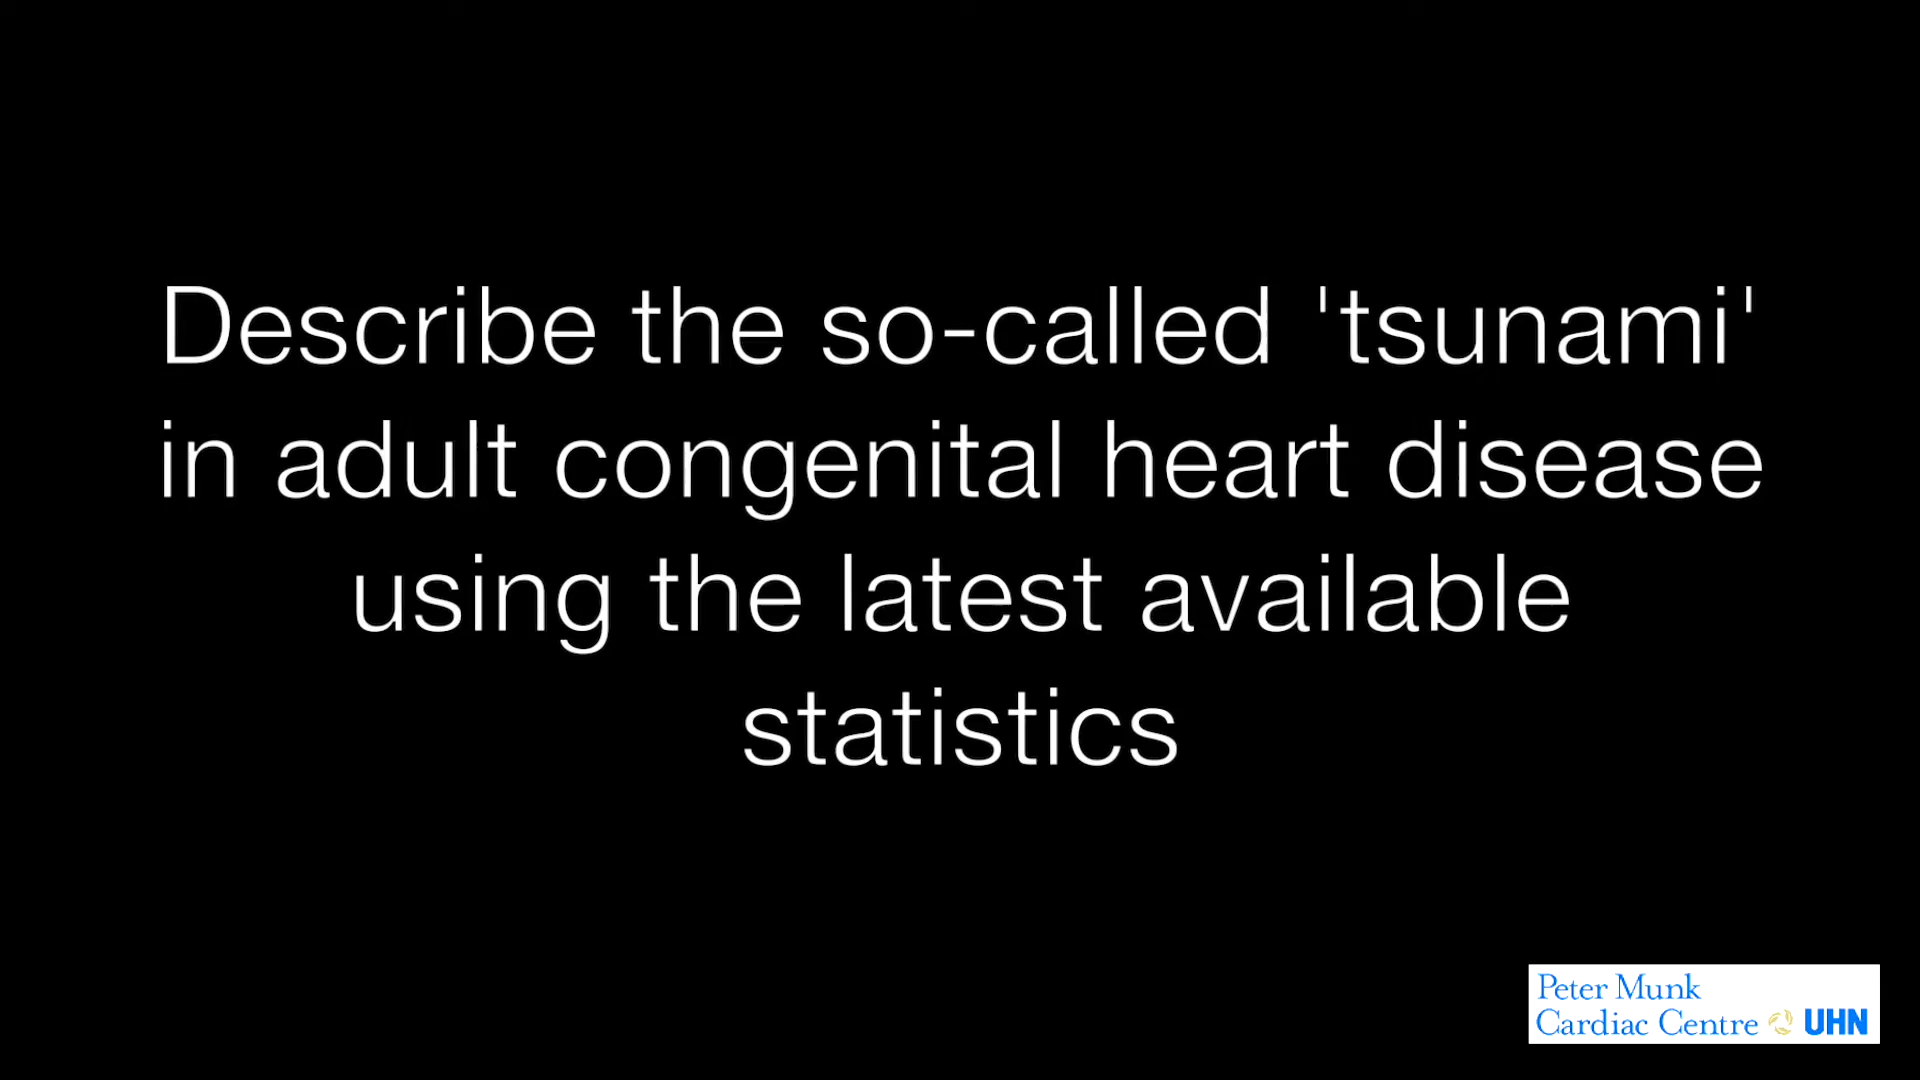 Describe the so-called 'tsunami'
in adult congenital heart disease
using the latest available
statistics
Peter Munk
Cardiac Centre UHN